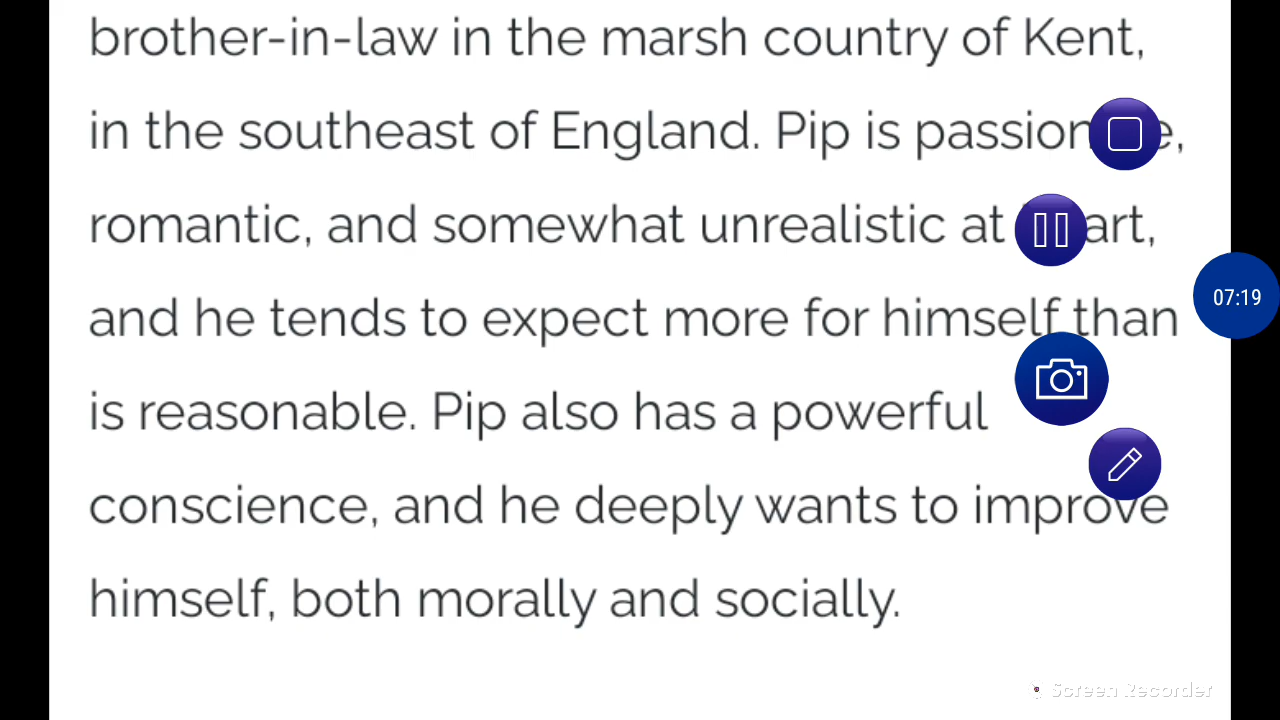 brother-in-law in the marsh country of Kent,
in the southeast of England. Pip is
romantic, and somewhat unrealistic at
and he tends to expect more for himself than
07:19
is reasonable. Pip also has a powerful
conscience, and he deeply wants to improve
himself, both morally and socially.
Screen Recorder